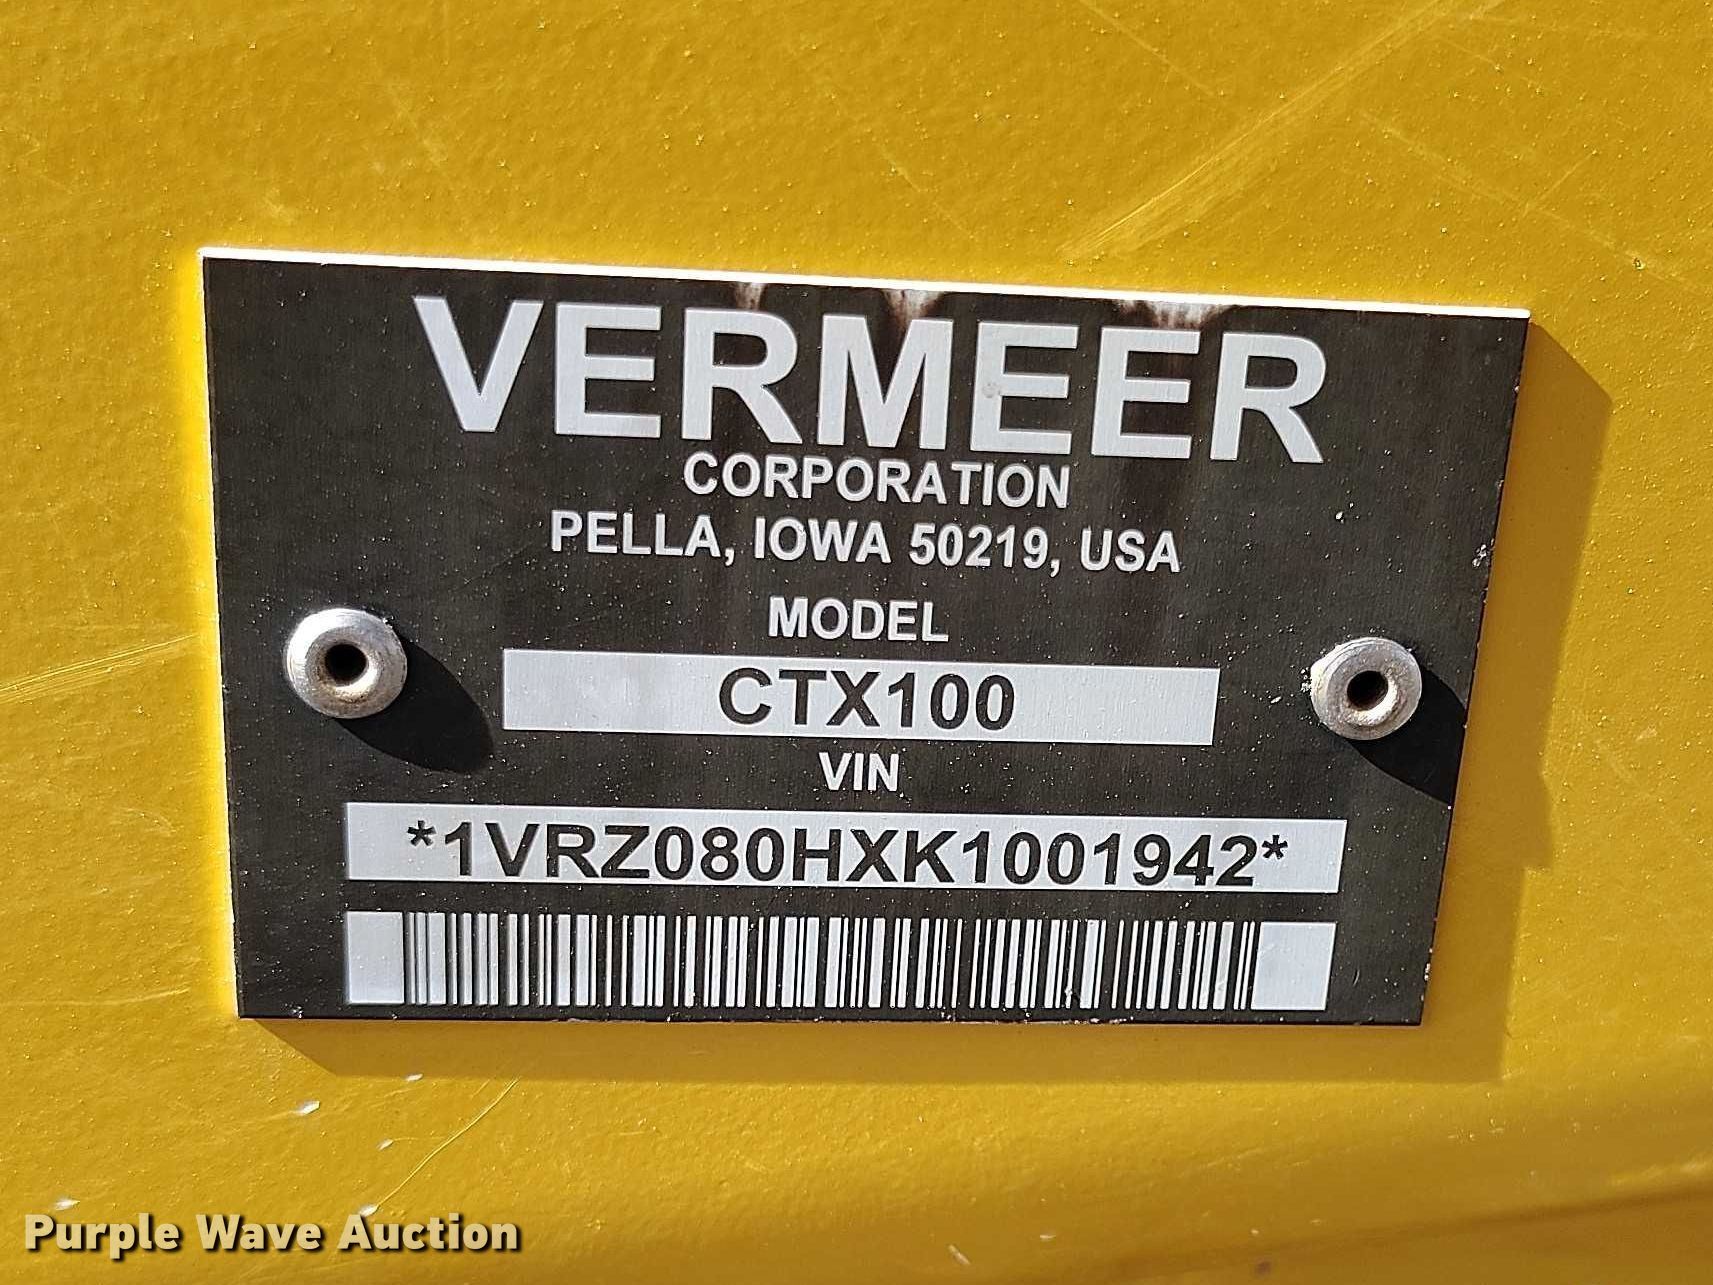 VERMEER
CORPORATION
PELLA, IOWA 50219, USA
MODEL
CTX100
VIN
*1VRZ080HXK1001942*
Purple Wave Auction